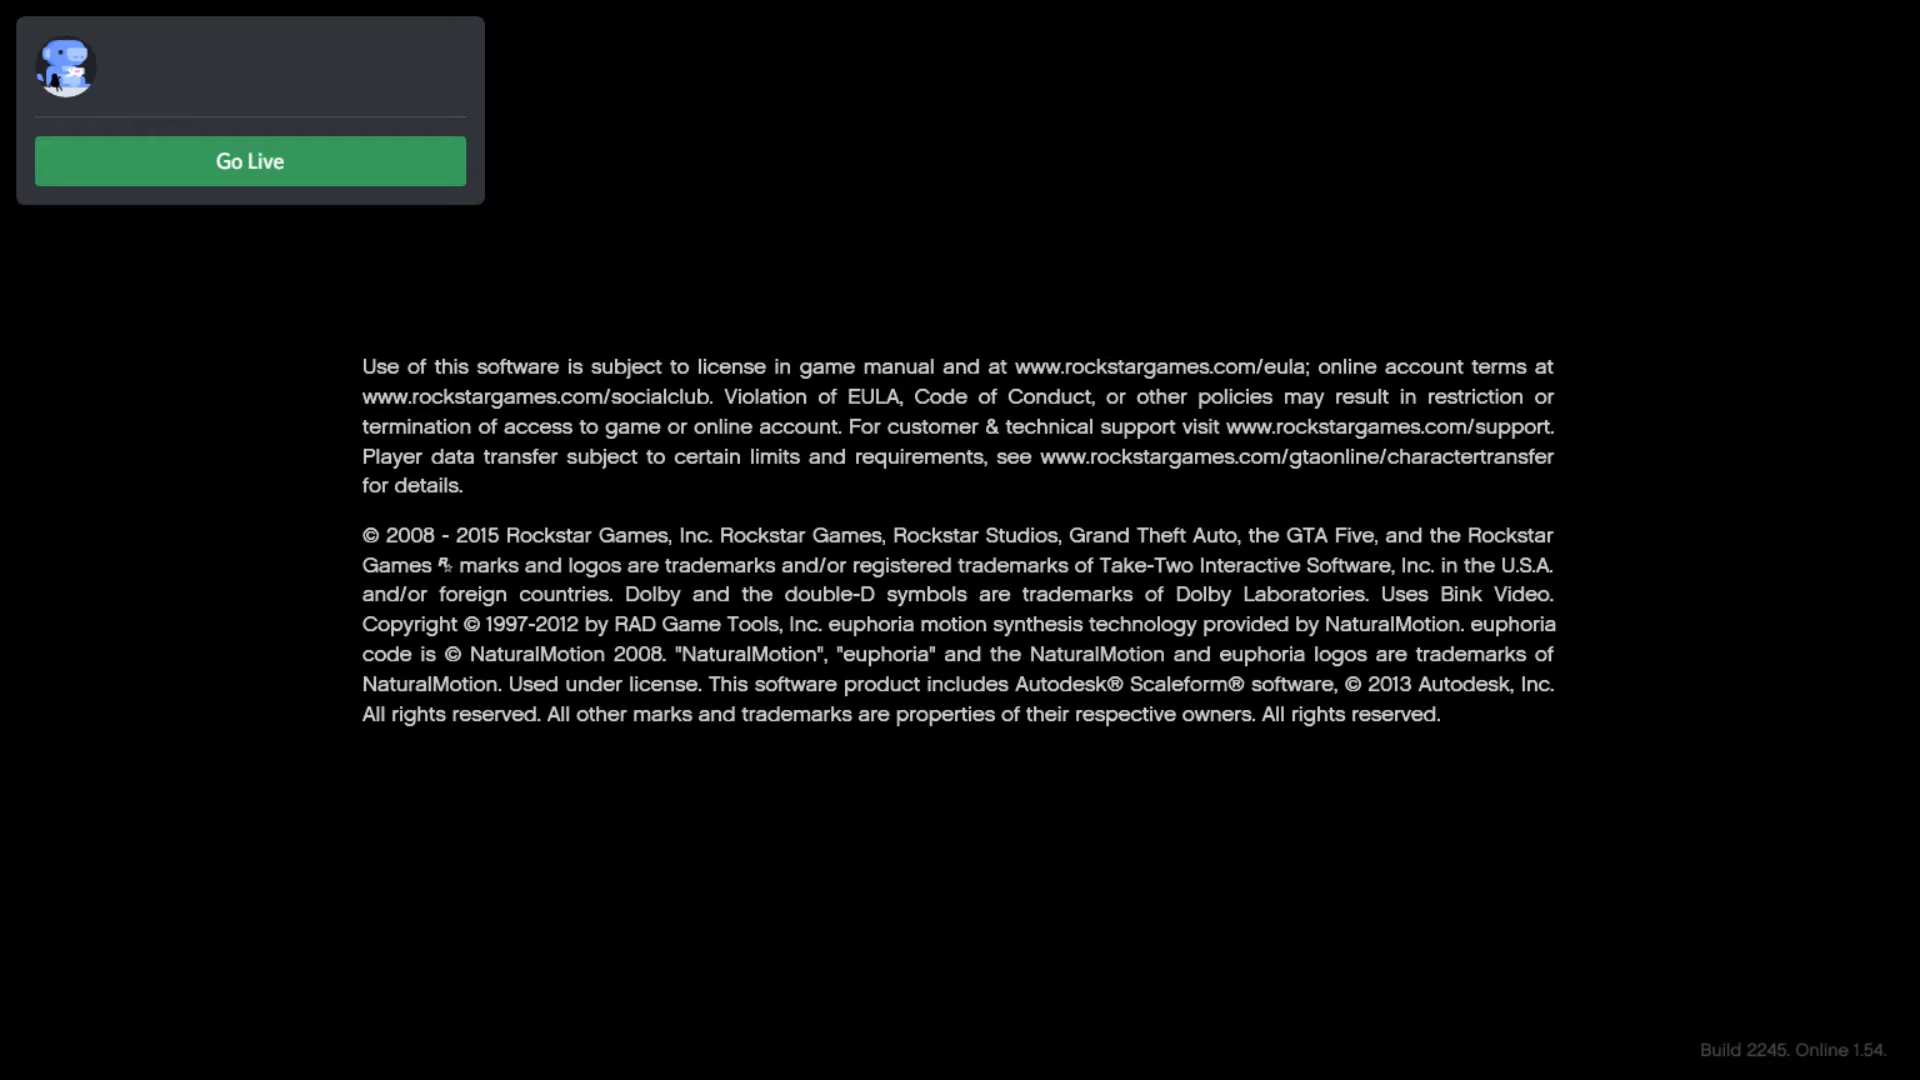 Go Live
Use of this software is subject to license in game manual and at www.rockstargames.com/eula; online account terms at
www.rockstargames.com/socialclub. Violation of EULA, Code of Conduct, or other policies may result in restriction or
termination of access to game or online account. For customer & technical support visit www.rockstargames.com/support.
Player data transfer subject to certain limits and requirements, see www.rockstargames.com/gtaonline/charactertransfer
for details.
© 2008 - 2015 Rockstar Games, Inc. Rockstar Games, Rockstar Studios, Grand Theft Auto, the GTA Five, and the Rockstar
Games R* marks and logos are trademarks and/or registered trademarks of Take-Two Interactive Software, Inc. in the U.S.A.
and/or foreign countries. Dolby and the double-D symbols are trademarks of Dolby Laboratories. Uses Bink Video.
Copyright © 1997-2012 by RAD Game Tools, Inc. euphoria motion synthesis technology provided by NaturalMotion. euphoria
code is © NaturalMotion 2008. "NaturalMotion", "euphoria" and the NaturalMotion and euphoria logos are trademarks of
NaturalMotion. Used under license. This software product includes Autodesk® Scaleform® software, © 2013 Autodesk, Inc.
All rights reserved. All other marks and trademarks are properties of their respective owners. All rights reserved.
Build 2245. Online 1.54.